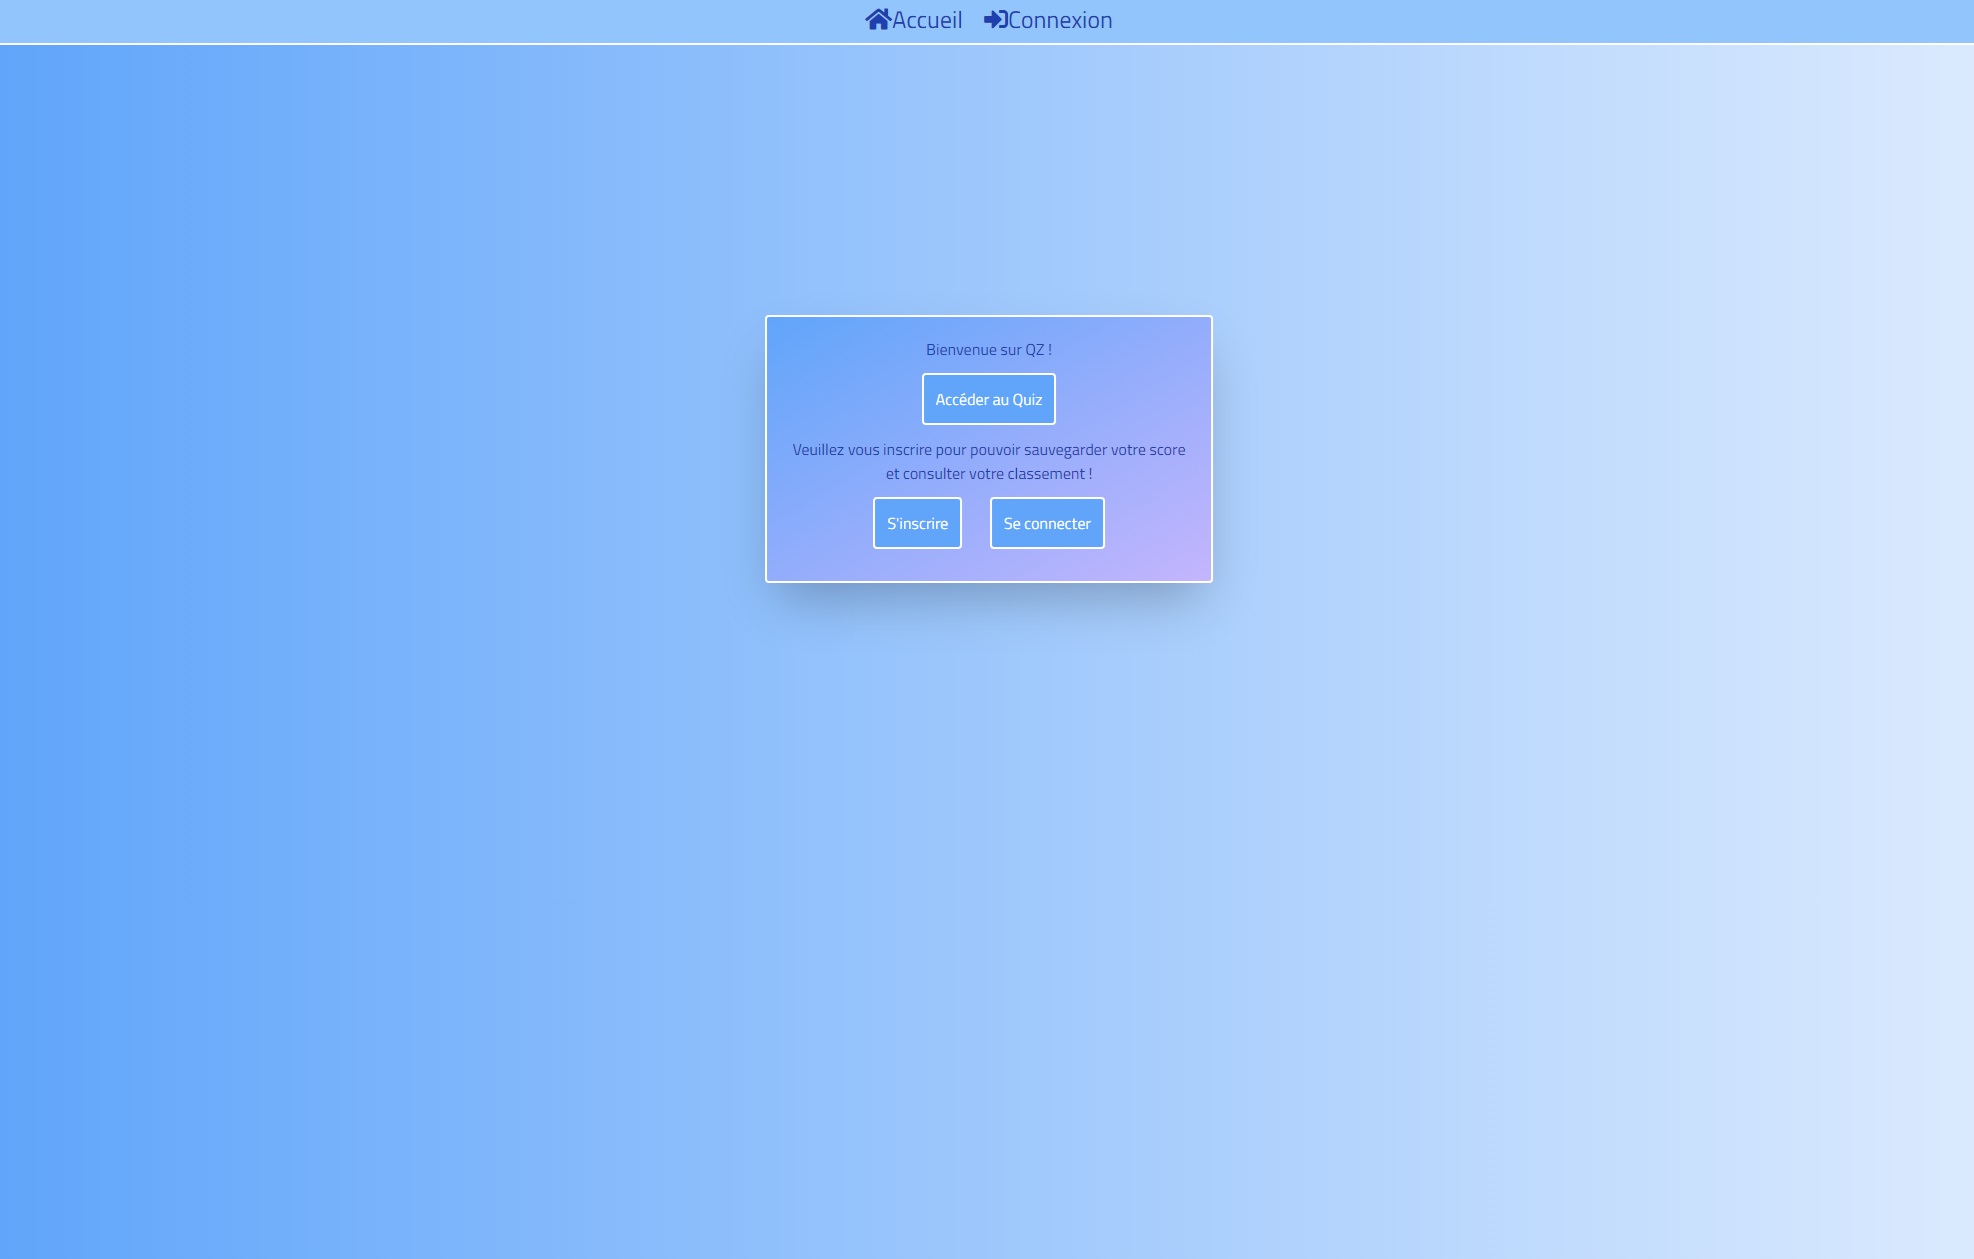 Accueil Connexion
Bienvenue sur QZ !
Accéder au Quiz
Veuillez vous inscrire pour pouvoir sauvegarder votre score
et consulter votre classement !
S'inscrire Se connecter